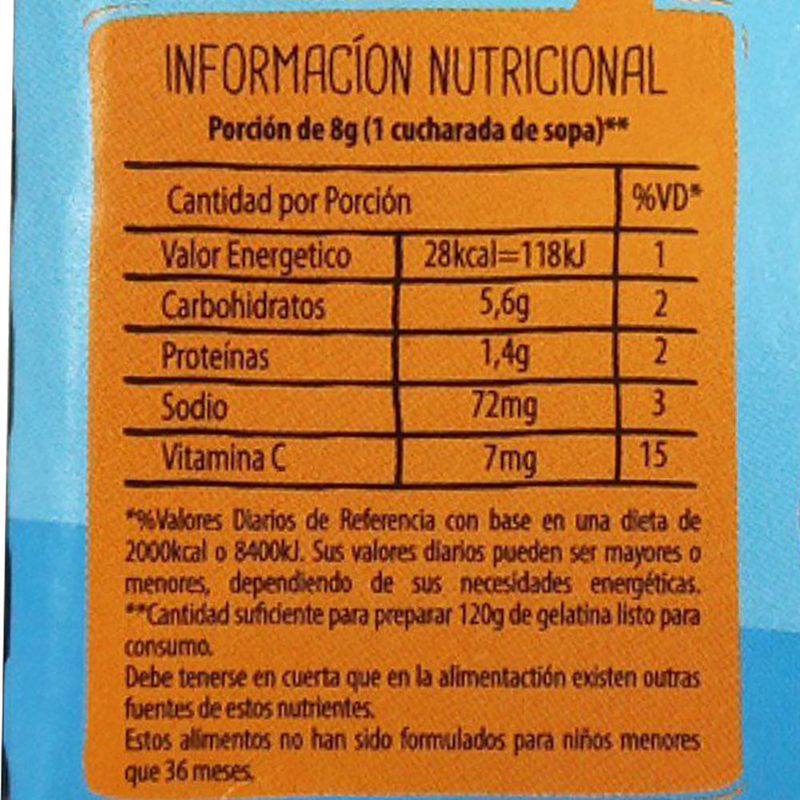 INFORMACÍON NUTRICIONAL
Porción de 8g (1 cucharada de sopa)**
Cantidad por Porción %VD*
Valor Energetico 28kcal=118kJ 1
Carbohidratos 5,6g 2
Proteínas 1,4g 2
Sodio 72mg 3
Vitamina C 7mg 15
*%Valores Diarios de Referencia con base en una dieta de
2000kcal o 8400kJ. Sus valores diarios pueden ser mayores o
menores, dependiendo de sus necesidades energéticas.
**Cantidad suficiente para preparar 120g de gelatina listo para
consumo.
Debe tenerse en cuerta que en la alimentactión existen outras
fuentes de estos nutrientes.
Estos alimentos no han sido formulados para niños menores
que 36 meses.